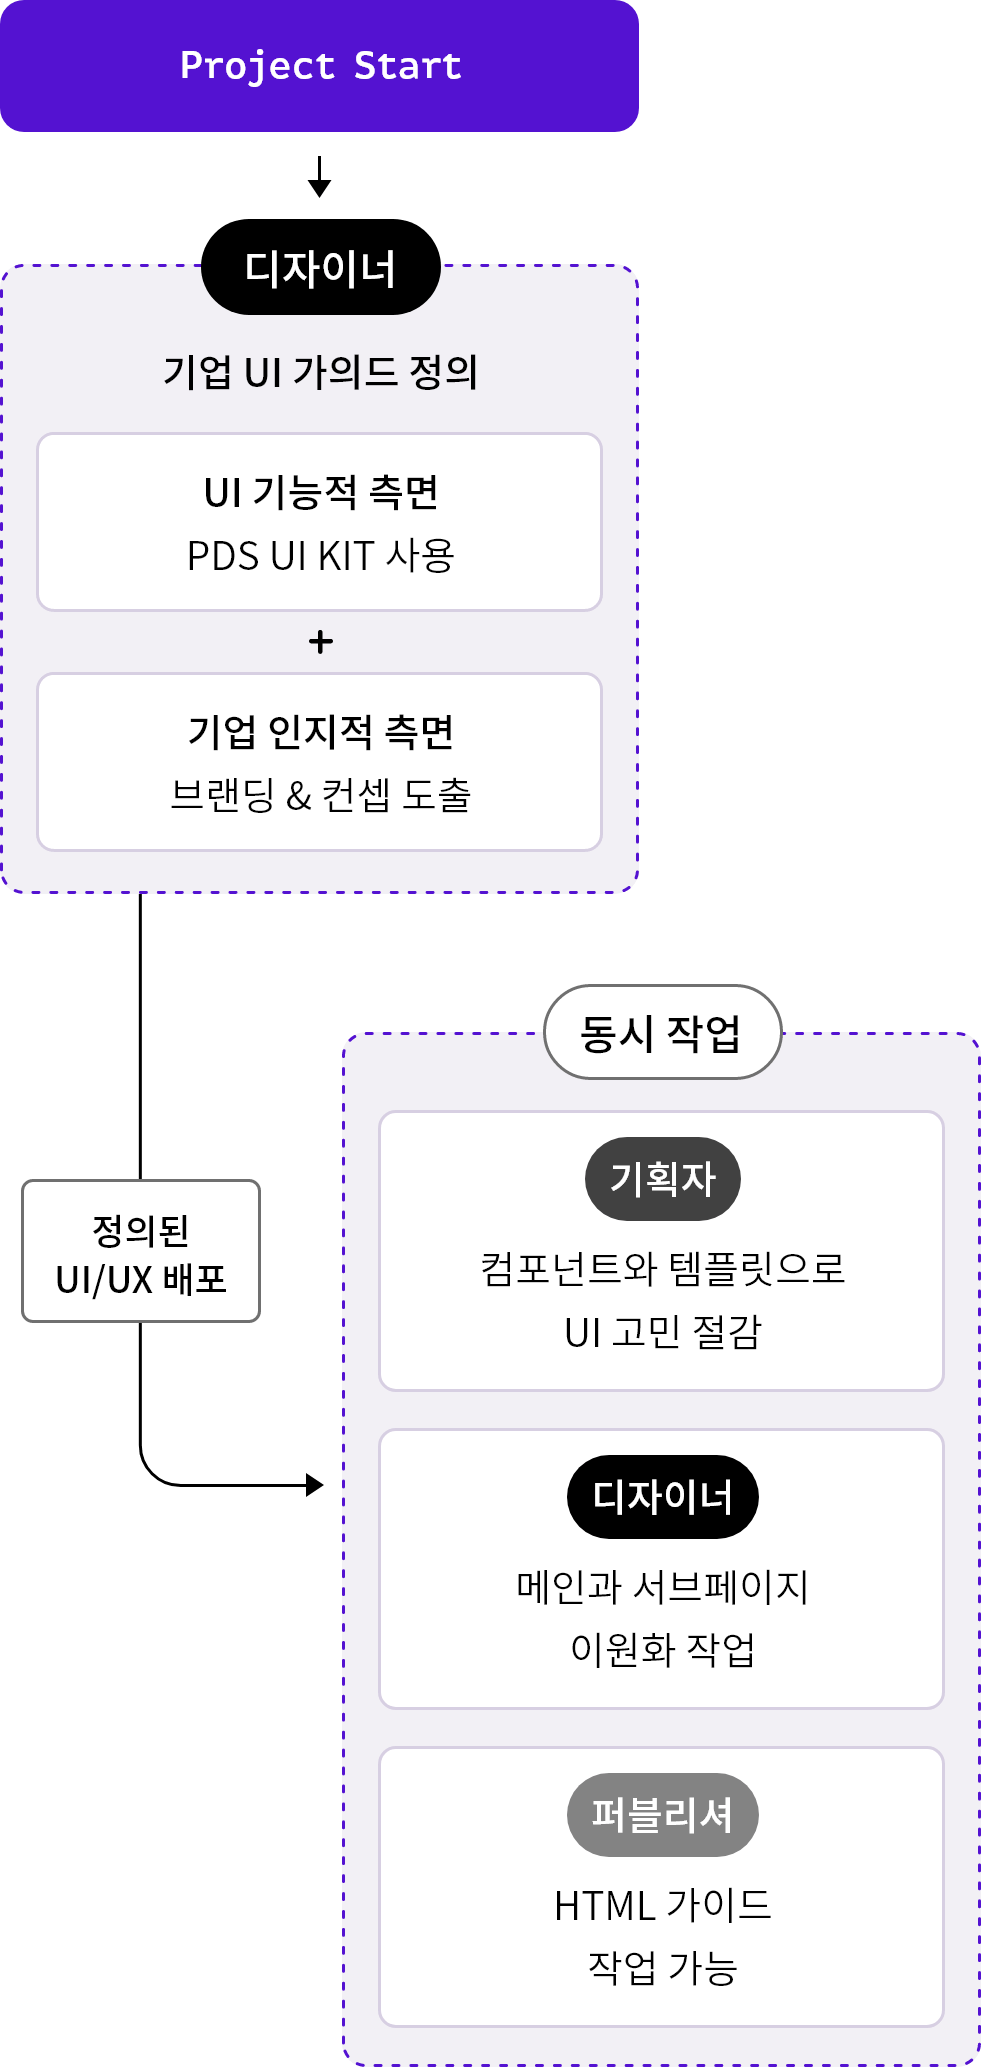 Project Start
디자이너
기업 UI 가의드 정의
UI 기능적 측면
PDS UI KIT 사용
+
기업 인지적 측면
브랜딩 & 컨셉 도출
동시 작업
정의된
UI/UX 배포
기획자
컴포넌트와 템플릿으로
UI 고민 절감
디자이너
메인과 서브페이지
이원화 작업
퍼블리셔
HTML 가이드
작업 가능